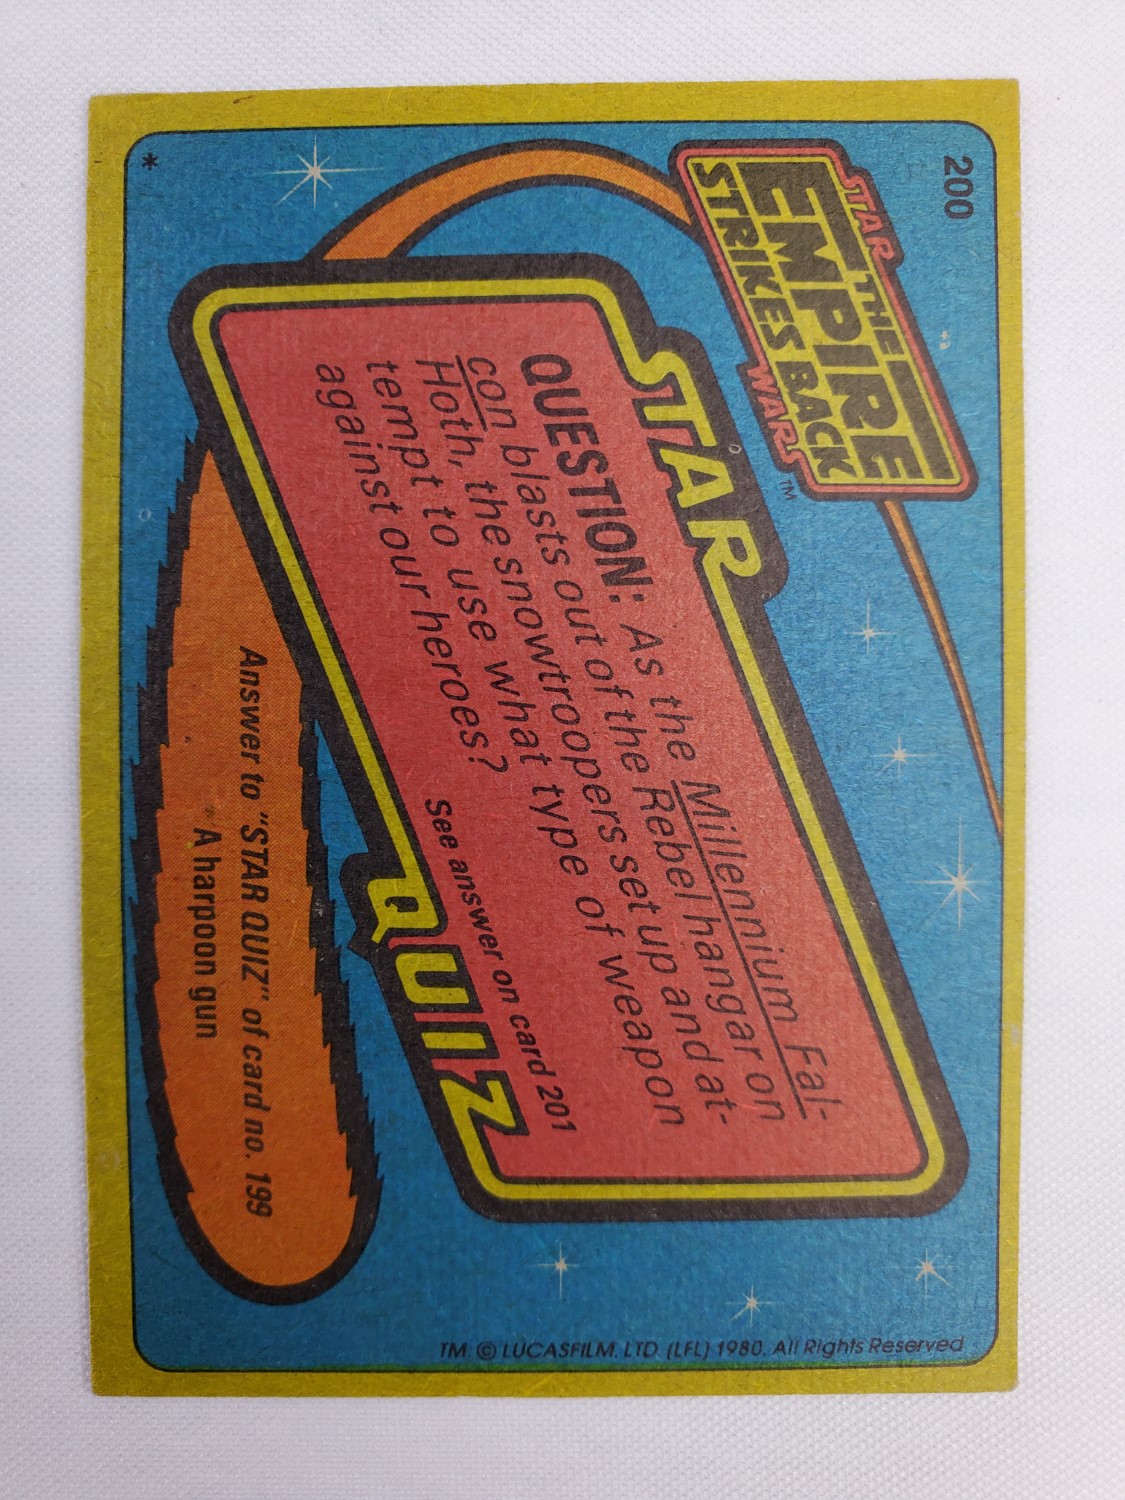 200
STAR
THE
EMPIRE
STRIKES BACK
WARS™
STAR
QUESTION: As the Millennium Fal-
con blasts out of the Rebel hangar on
Hoth, the snowtroopers set up and at-
tempt to use what type of weapon
against our heroes?
See answer on card 201
QUIZ
Answer to "STAR QUIZ" of card no. 199
A harpoon gun
*
TM: © LUCASFILM, LTD. (LFL) 1980. All Rights Reserved